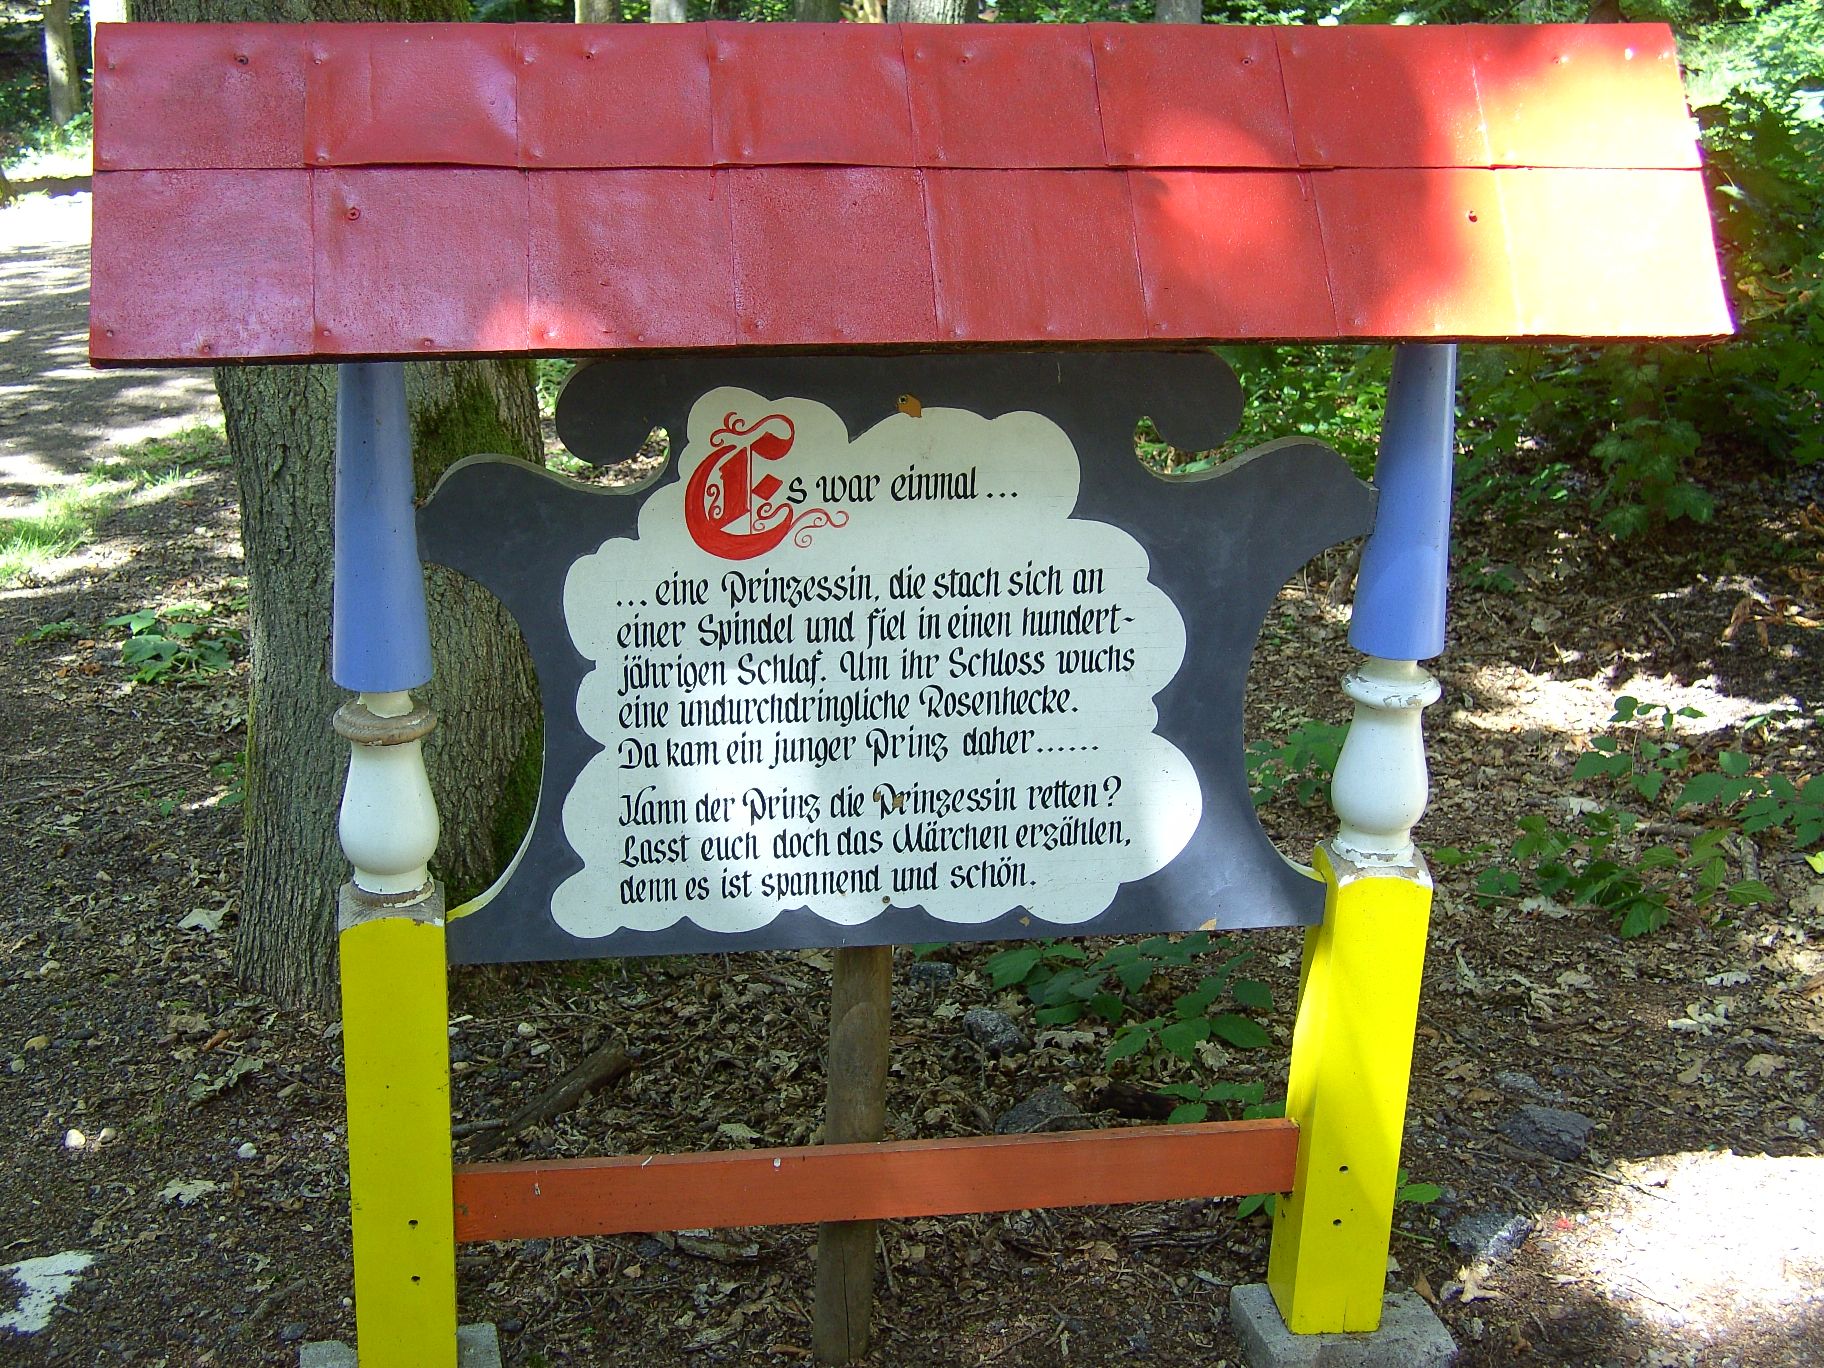 Es war einmal ...
... eine Prinzessin, die stach sich an
einer Spindel und fiel in einen hundert-
jährigen Schlaf. Um ihr Schloss wuchs
eine undurchdringliche Rosenhecke.
Da kam ein junger Prinz daher......
Kann der Prinz die Prinzessin retten?
Lasst euch doch das Märchen erzählen,
denn es ist spannend und schön.